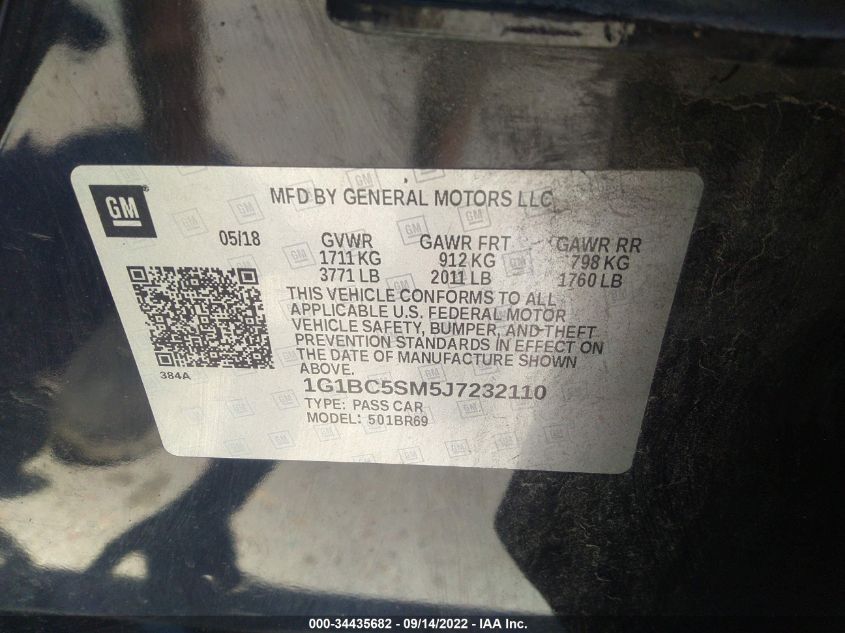 GM
MFD BY GENERAL MOTORS LLC
05/18 GVWR GAWR FRT GAWR RR
1711 KG 912 KG 798 KG
3771 LB 2011 LB 1760 LB
THIS VEHICLE CONFORMS TO ALL
APPLICABLE U.S. FEDERAL MOTOR
VEHICLE SAFETY, BUMPER, AND THEFT
PREVENTION STANDARDS IN EFFECT ON
THE DATE OF MANUFACTURE SHOWN
ABOVE.
384A
1G1BC5SM5J7232110
TYPE: PASS CAR
MODEL: 501BR69
000-34435682 - 09/14/2022 - IAA Inc.